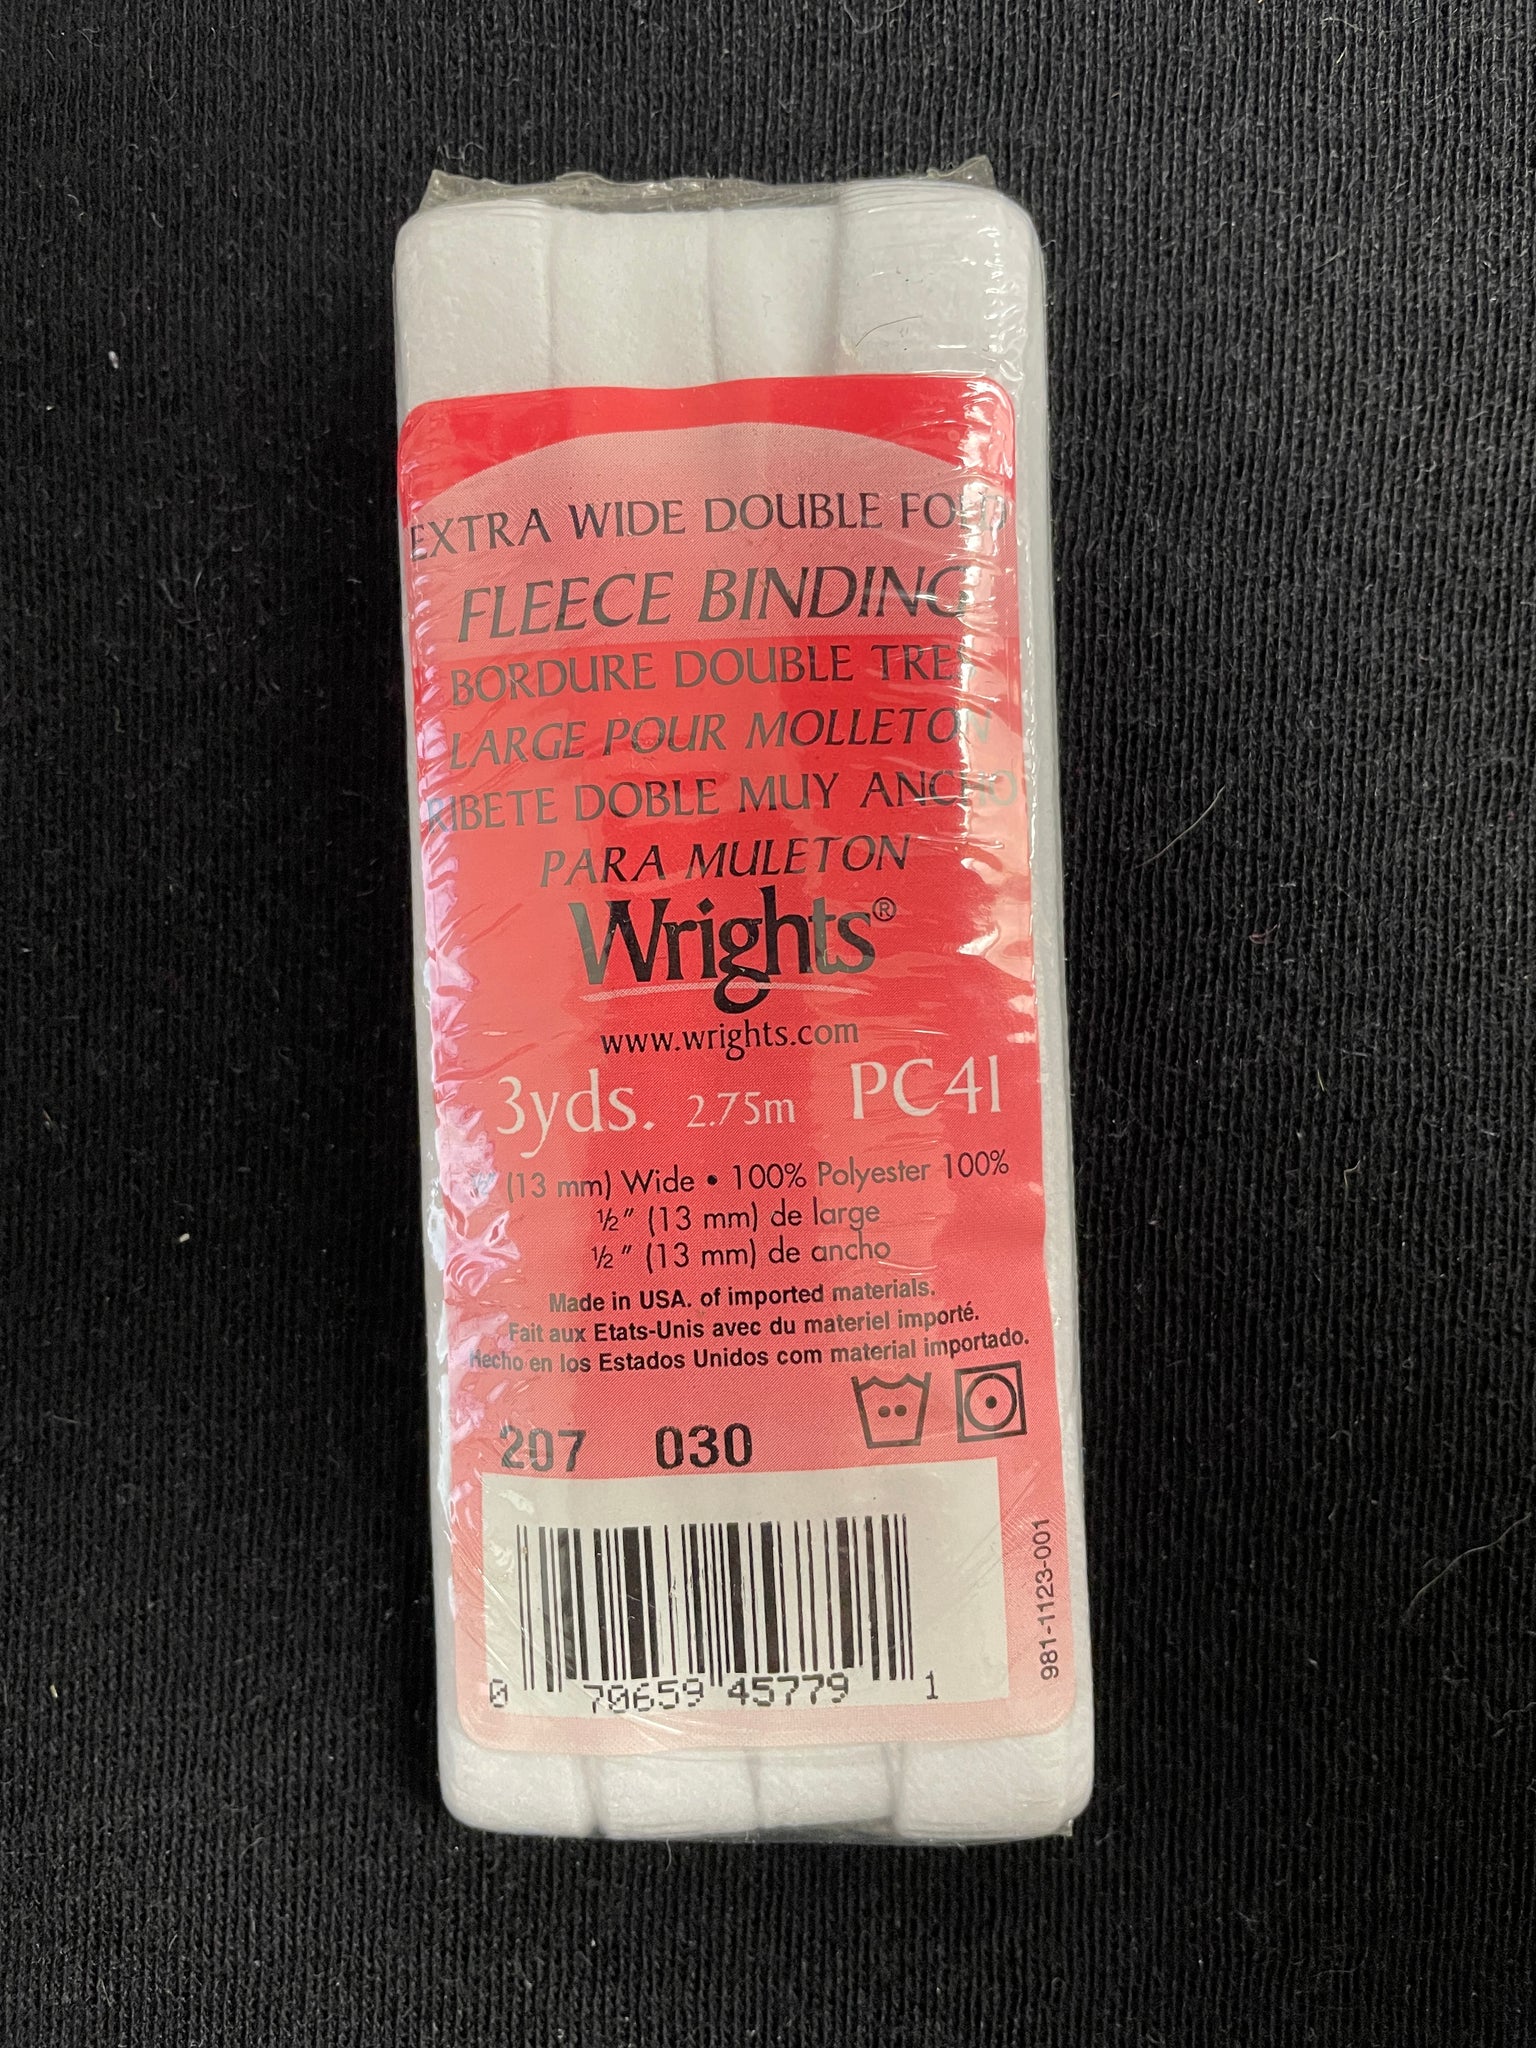 EXTRA WIDE DOUBLE FOLD
FLEECE BINDING
BORDURE DOUBLE TRES
LARGE POUR MOLLETON
RIBETE DOBLE MUY ANCHO
PARA MULETON
Wrights®
www.wrights.com
3yds. 2.75m PC41
(13 mm) Wide • 100% Polyester 100%
½" (13 mm) de large
½" (13 mm) de ancho
Made in USA. of imported materials.
Fait aux Etats-Unis avec du materiel importé.
Hecho en los Estados Unidos com material importado.
207 030
0 70659 45779 1
981-1123-001